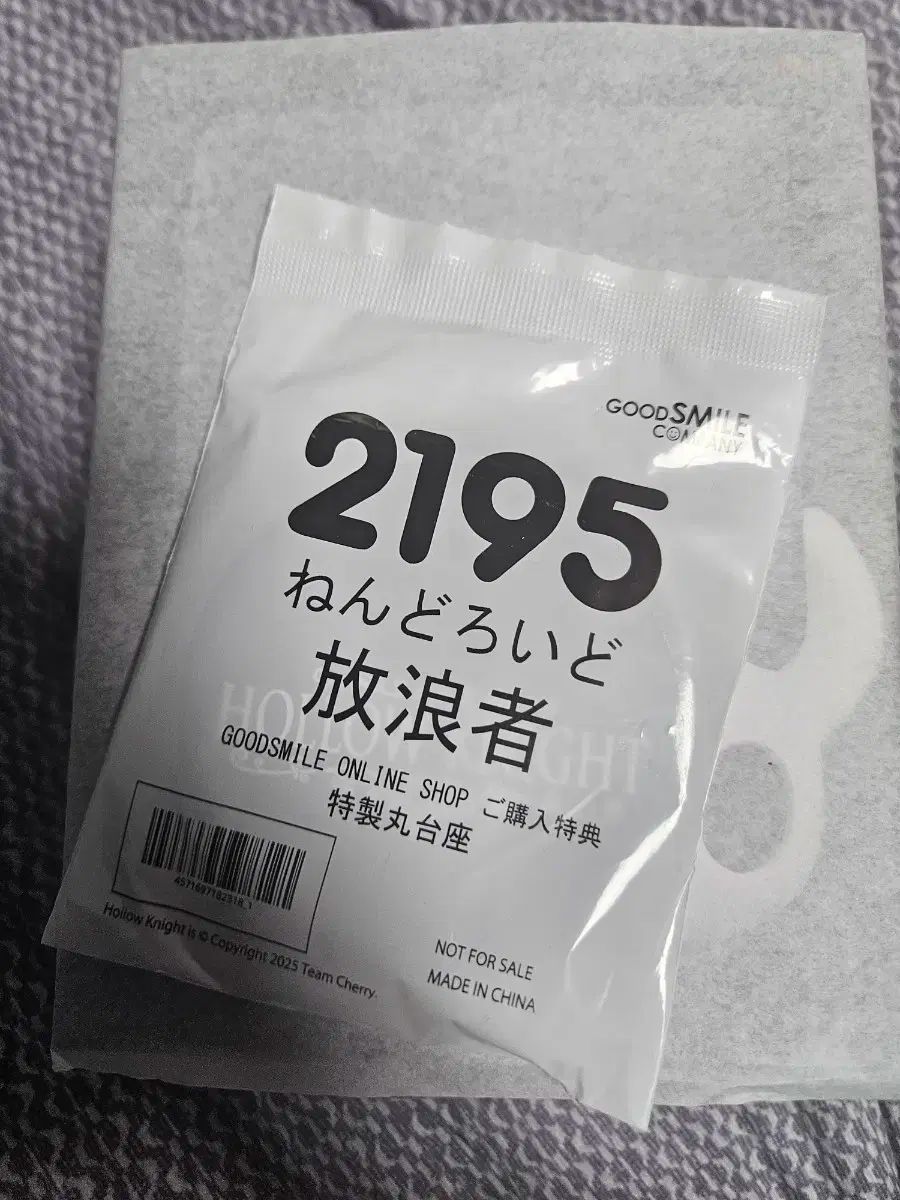 GOODSMILE
COMPANY
2195
ねんどろいど
放浪者
HOLLOW KNIGHT
GOODSMILE ONLINE SHOP ご購入特典
特製丸台座
Hollow Knight is © Copyright 2025 Team Cherry.
NOT FOR SALE
MADE IN CHINA